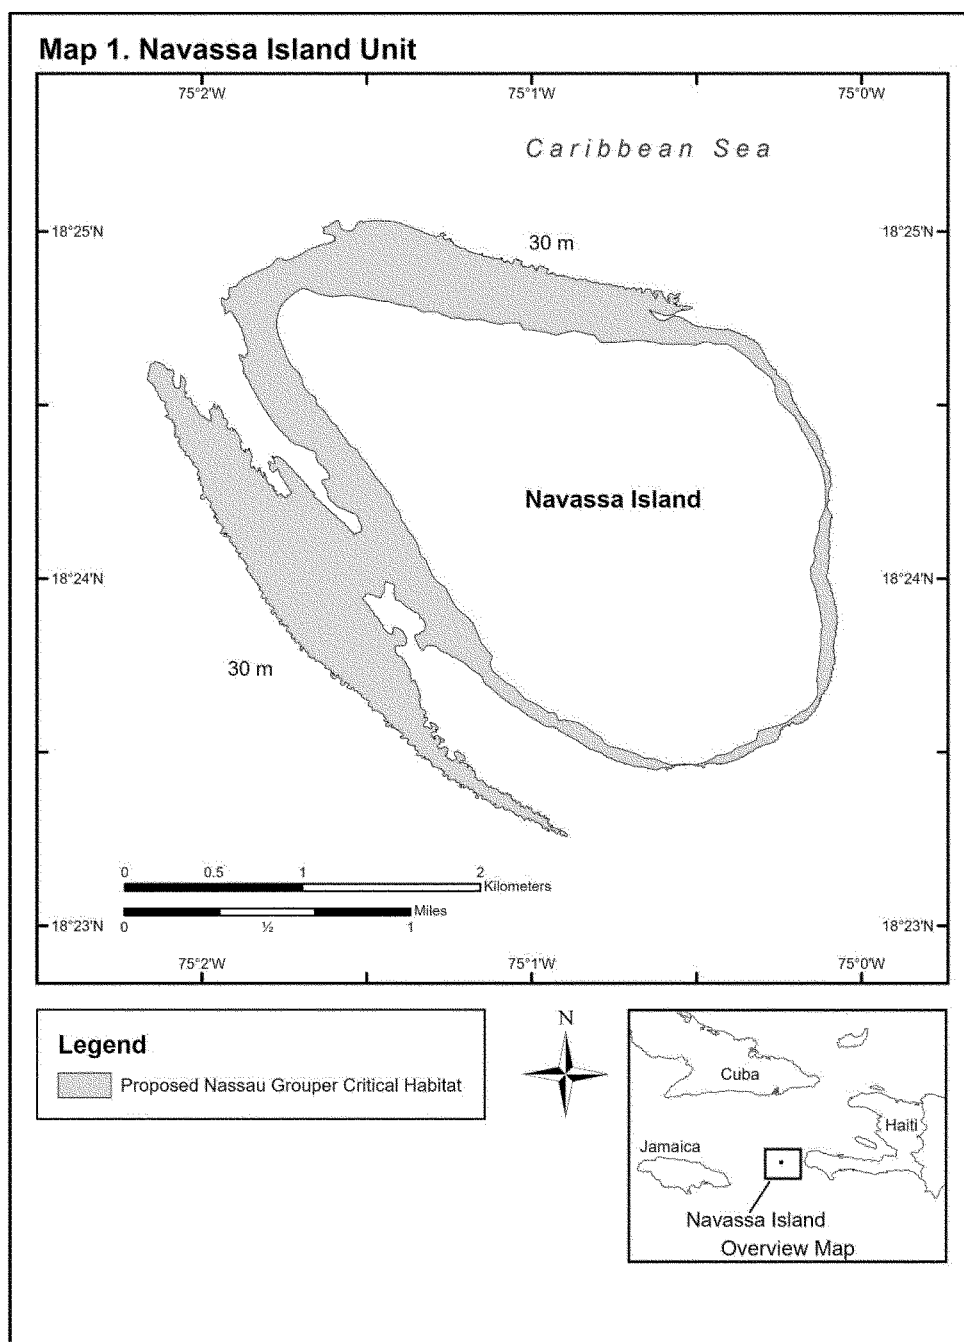 Map 1. Navassa Island Unit
75°2'W 75°1'W 75°0'W
Caribbean Sea
18°25'N 18°25'N
30 m
Navassa Island
18°24'N 18°24'N
30 m
0 0.5 1 2
Kilometers
Miles
0 ½ 1
18°23'N 18°23'N
75°2'W 75°1'W 75°0'W
Legend
Proposed Nassau Grouper Critical Habitat
N
Cuba
Haiti
Jamaica
Navassa Island
Overview Map